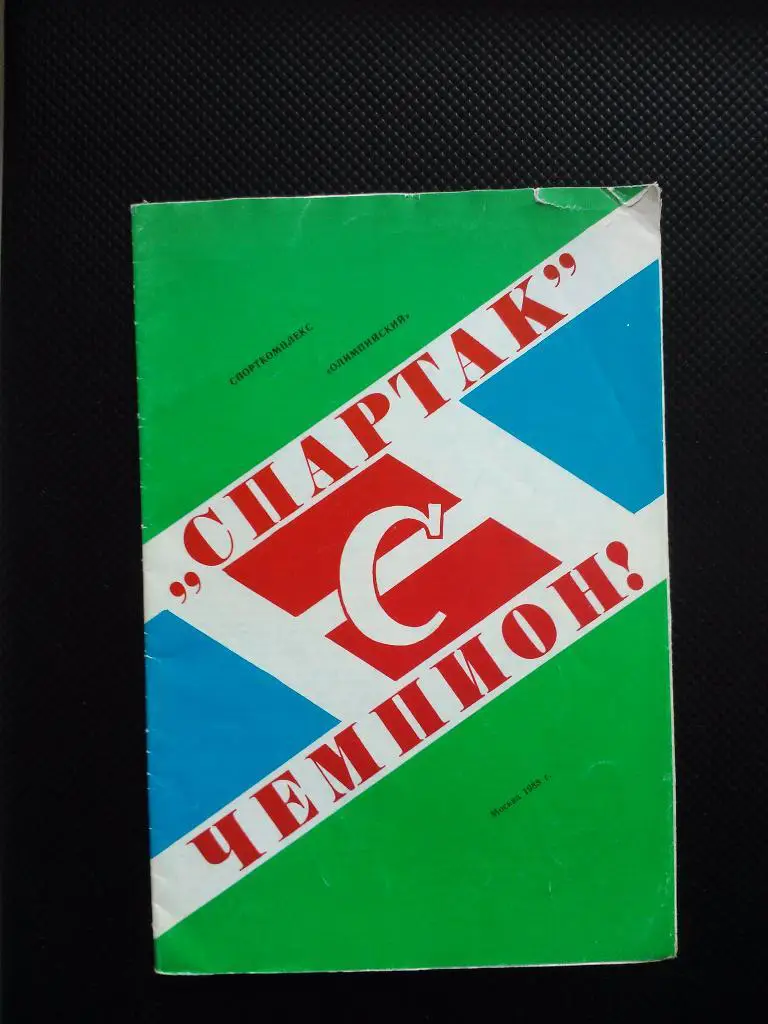 СПОРТКОМПЛЕКС
«ОЛИМПИЙСКИЙ»
„СПАРТАК”
С
ЧЕМПИОН!
Москва 1989 г.